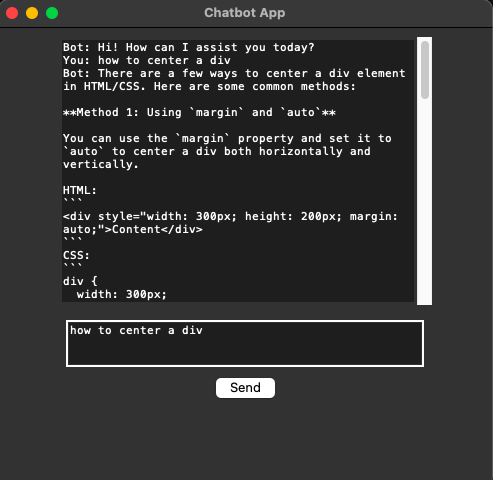 Chatbot App
Bot: Hi! How can I assist you today?
You: how to center a div
Bot: There are a few ways to center a div element
in HTML/CSS. Here are some common methods:
**Method 1: Using `margin` and `auto`**
You can use the `margin` property and set it to
`auto` to center a div both horizontally and
vertically.
HTML:
```
<div style="width: 300px; height: 200px; margin:
auto;">Content</div>
```
CSS:
```
div {
  width: 300px;
how to center a div
Send